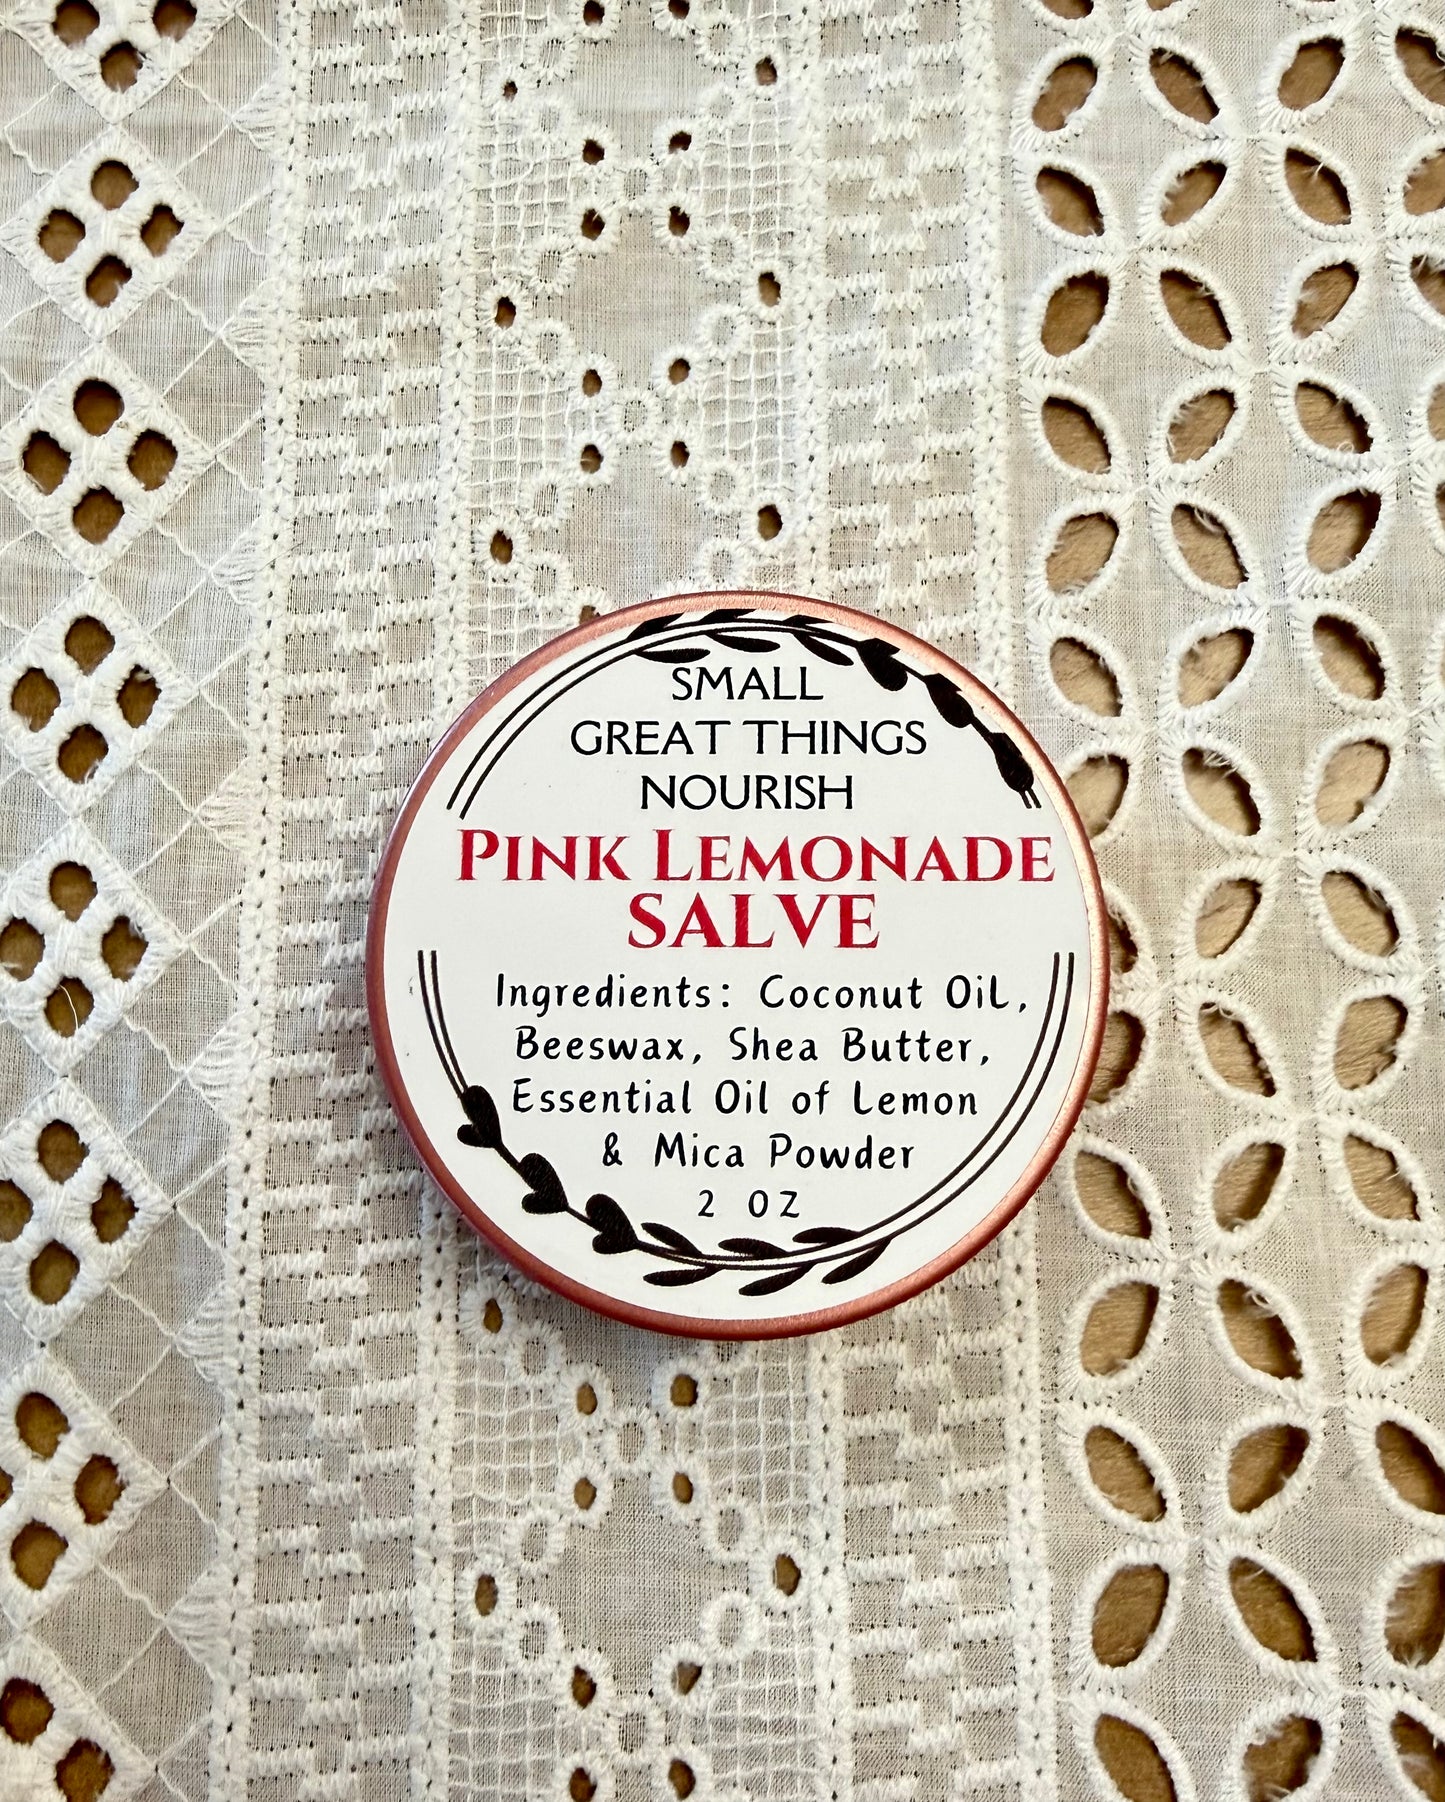 SMALL
GREAT THINGS
NOURISH
PINK LEMONADE
SALVE
Ingredients: Coconut OiL,
Beeswax, Shea Butter,
Essential Oil of Lemon
& Mica Powder
2 OZ